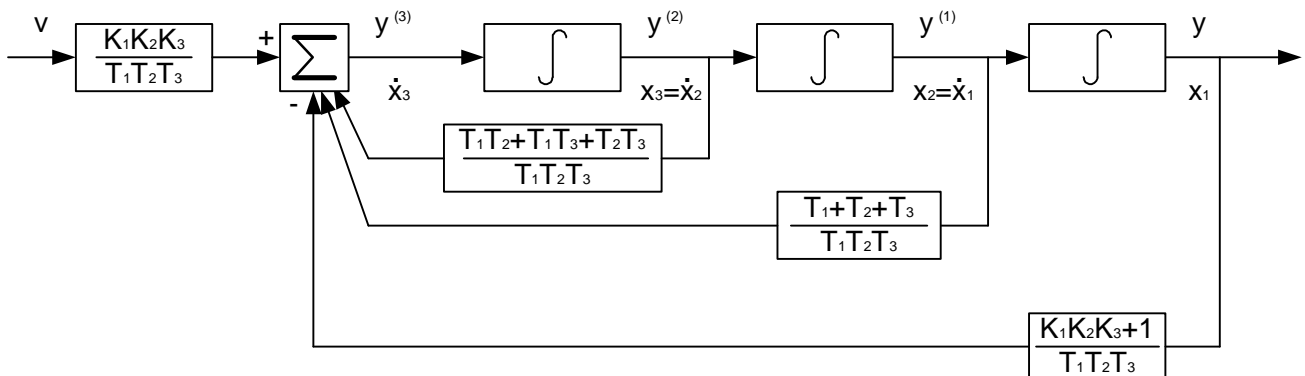 v
K₁K₂K₃
T₁T₂T₃
+
∑
-
y⁽³⁾
ẋ₃
∫
y⁽²⁾
x₃=ẋ₂
∫
y⁽¹⁾
x₂=ẋ₁
∫
y
x₁
T₁T₂+T₁T₃+T₂T₃
T₁T₂T₃
T₁+T₂+T₃
T₁T₂T₃
K₁K₂K₃+1
T₁T₂T₃